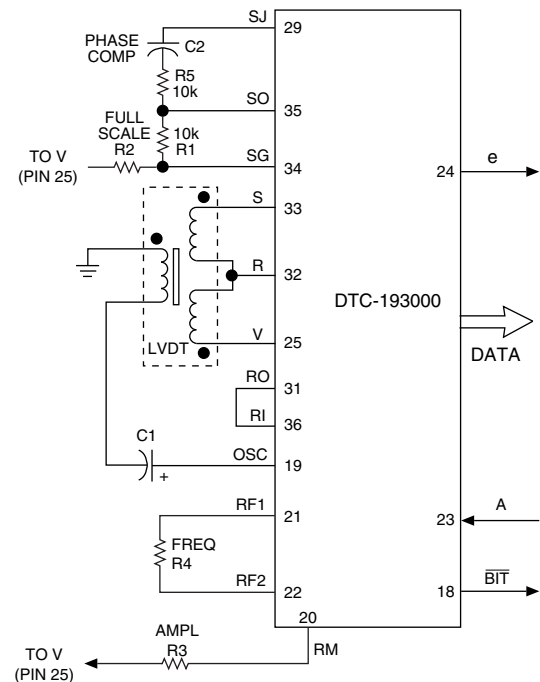 SJ
29
PHASE
COMP
C2
R5
10k
SO
35
FULL
SCALE
10k
R1
TO V
(PIN 25)
R2
SG
34
24
e
S
33
R
32
DTC-193000
V
25
LVDT
DATA
RO
31
RI
36
C1
+
OSC
19
RF1
21
23
A
FREQ
R4
RF2
22
18
BIT
20
AMPL
R3
RM
TO V
(PIN 25)